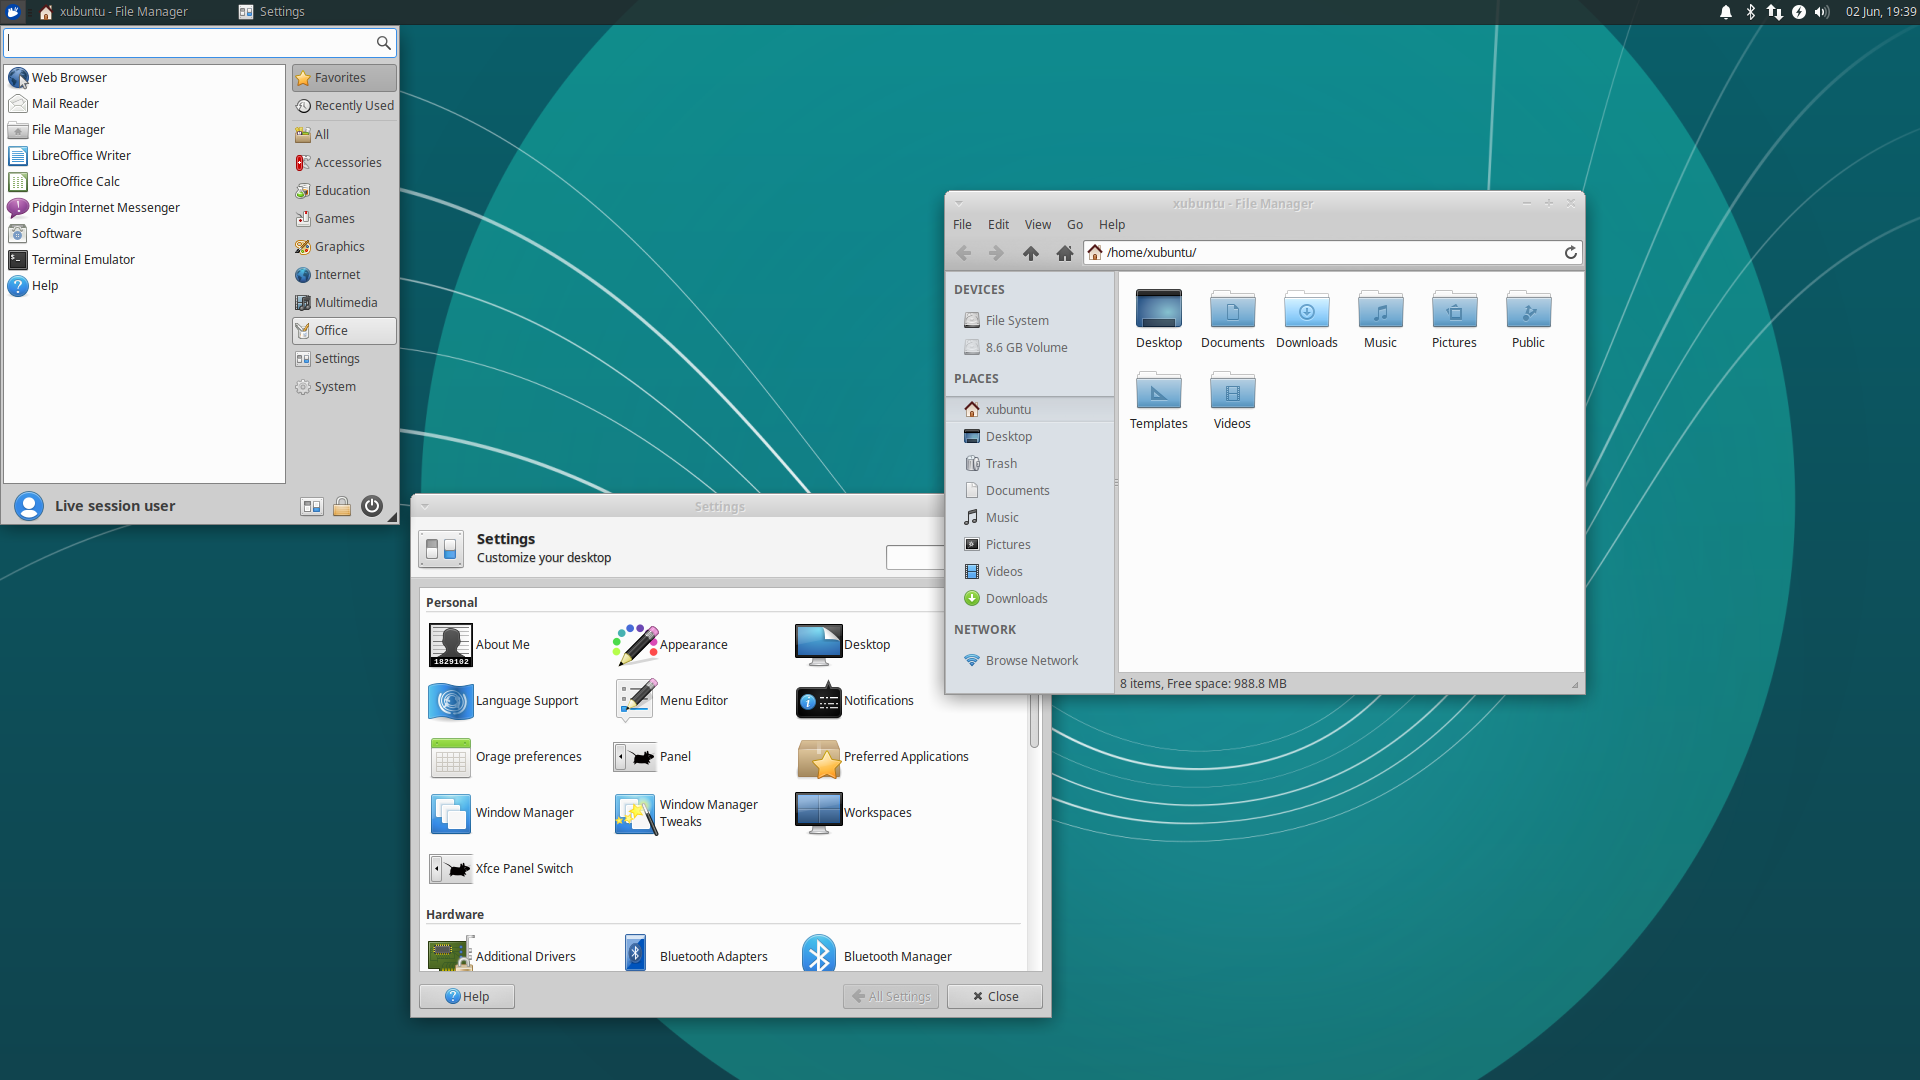 xubuntu - File Manager
Settings
02 Jun, 19:39
Web Browser
Mail Reader
File Manager
LibreOffice Writer
LibreOffice Calc
Pidgin Internet Messenger
Software
Terminal Emulator
Help
Favorites
Recently Used
All
Accessories
Education
Games
Graphics
Internet
Multimedia
Office
Settings
System
Live session user
xubuntu - File Manager
File Edit View Go Help
/home/xubuntu/
DEVICES
File System
8.6 GB Volume
PLACES
xubuntu
Desktop
Trash
Documents
Music
Pictures
Videos
Downloads
NETWORK
Browse Network
Desktop Documents Downloads Music Pictures Public
Templates Videos
8 items, Free space: 988.8 MB
Settings
Settings
Customize your desktop
Personal
About Me Appearance Desktop
1829102
Language Support Menu Editor Notifications
Orage preferences Panel Preferred Applications
Window Manager Window Manager Tweaks Workspaces
Xfce Panel Switch
Hardware
Additional Drivers Bluetooth Adapters Bluetooth Manager
Help All Settings Close